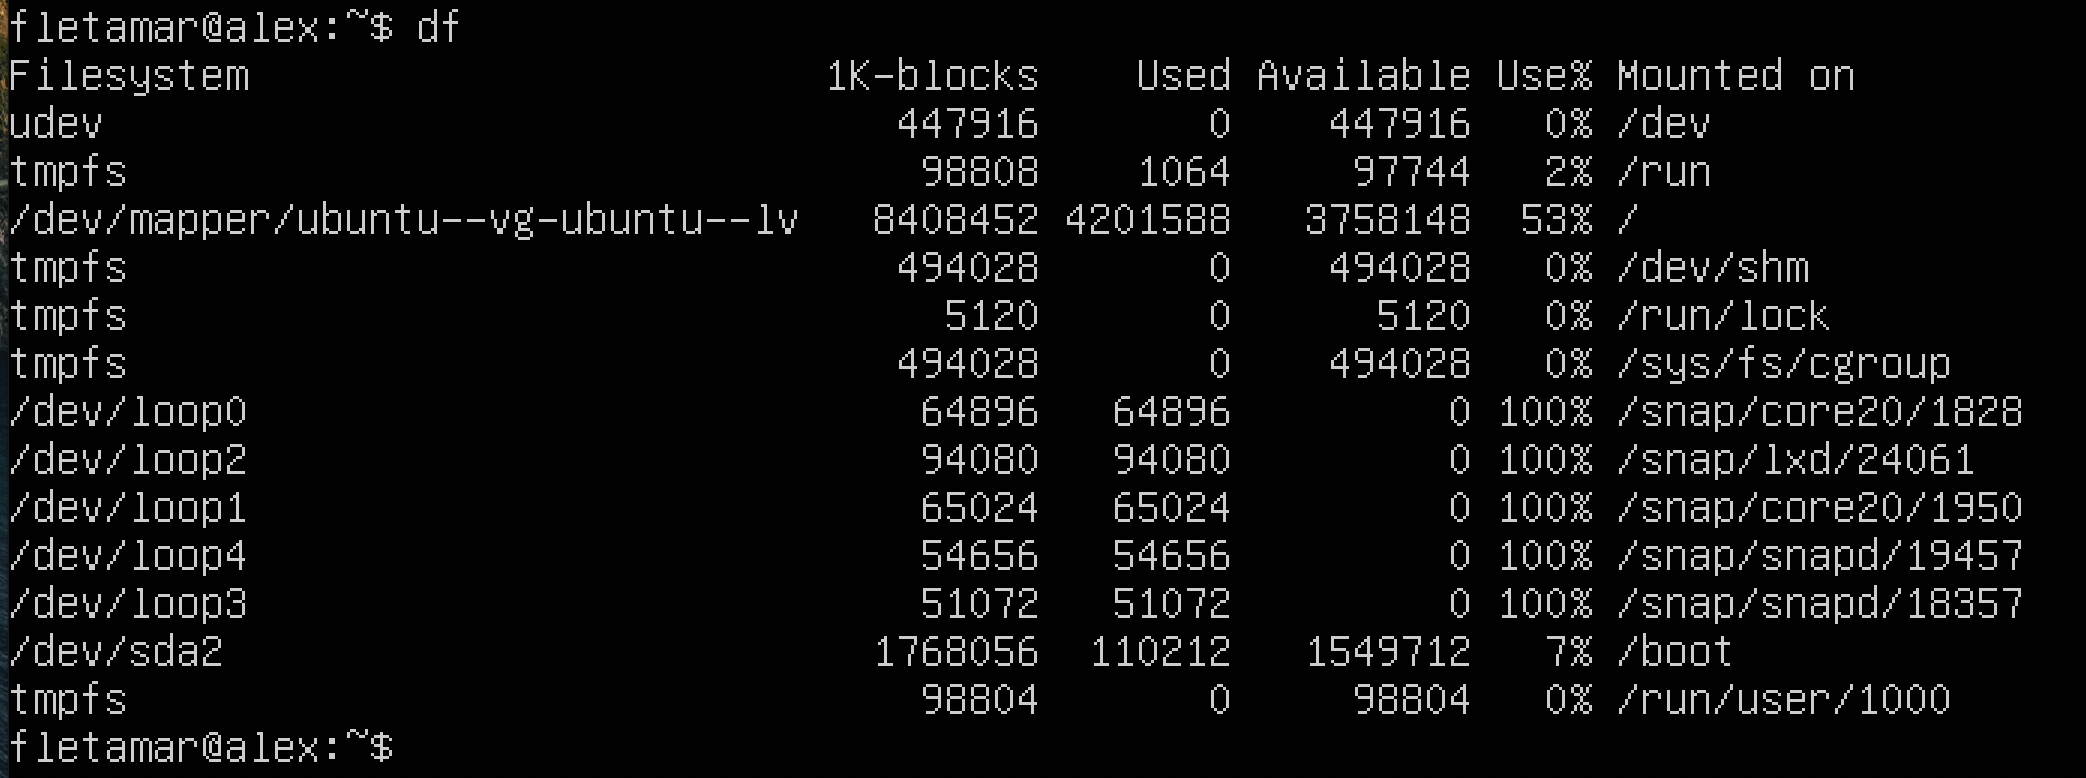 fletamar@alex:~$ df
Filesystem                        1K-blocks    Used Available Use% Mounted on
udev                                 447916       0    447916   0% /dev
tmpfs                                 98808    1064     97744   2% /run
/dev/mapper/ubuntu--vg-ubuntu--lv   8408452 4201588   3758148  53% /
tmpfs                                494028       0    494028   0% /dev/shm
tmpfs                                  5120       0      5120   0% /run/lock
tmpfs                                494028       0    494028   0% /sys/fs/cgroup
/dev/loop0                            64896   64896         0 100% /snap/core20/1828
/dev/loop2                            94080   94080         0 100% /snap/lxd/24061
/dev/loop1                            65024   65024         0 100% /snap/core20/1950
/dev/loop4                            54656   54656         0 100% /snap/snapd/19457
/dev/loop3                            51072   51072         0 100% /snap/snapd/18357
/dev/sda2                           1768056  110212   1549712   7% /boot
tmpfs                                 98804       0     98804   0% /run/user/1000
fletamar@alex:~$